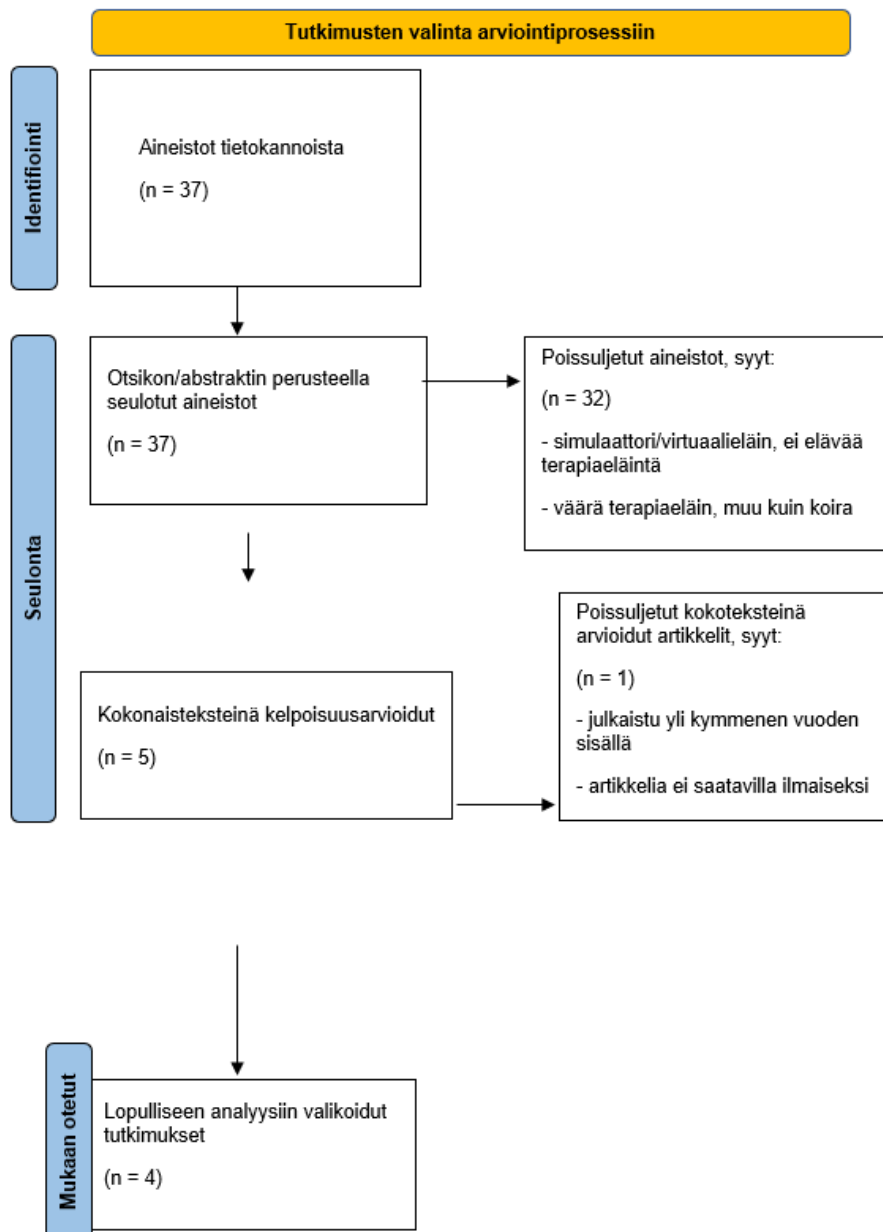 Tutkimusten valinta arviointiprosessiin
Identifiointi
Aineistot tietokannoista
(n = 37)
Seulonta
Otsikon/abstraktin perusteella
seulotut aineistot
(n = 37)
Poissuljetut aineistot, syyt:
(n = 32)
- simulaattori/virtuaalieläin, ei elävää
terapiaeläintä
- väärä terapiaeläin, muu kuin koira
Kokonaisteksteinä kelpoisuusarvioidut
(n = 5)
Poissuljetut kokoteksteinä
arvioidut artikkelit, syyt:
(n = 1)
- julkaistu yli kymmenen vuoden
sisällä
- artikkelia ei saatavilla ilmaiseksi
Mukaan otetut
Lopulliseen analyysiin valikoidut
tutkimukset
(n = 4)